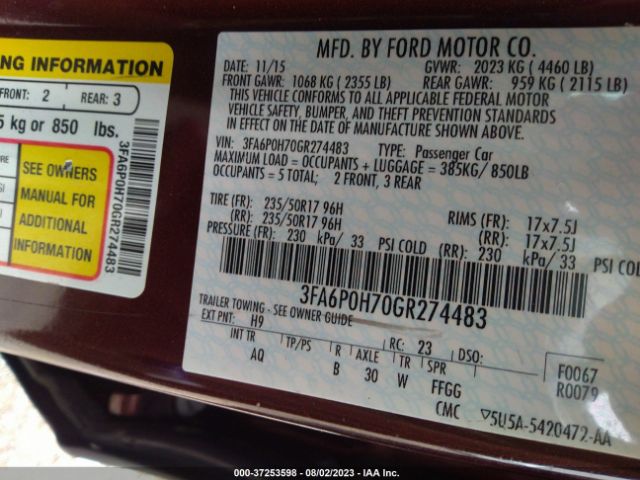 NG INFORMATION
FRONT: 2 REAR: 3
5 kg or 850 lbs.
SEE OWNERS
MANUAL FOR
ADDITIONAL
INFORMATION
3FA6P0H70GR274483
MFD. BY FORD MOTOR CO.
DATE: 11/15 GVWR: 2023 KG ( 4460 LB)
FRONT GAWR: 1068 KG ( 2355 LB) REAR GAWR: 959 KG ( 2115 LB)
THIS VEHICLE CONFORMS TO ALL APPLICABLE FEDERAL MOTOR
VEHICLE SAFETY, BUMPER, AND THEFT PREVENTION STANDARDS
IN EFFECT ON THE DATE OF MANUFACTURE SHOWN ABOVE.
VIN: 3FA6P0H70GR274483 TYPE: Passenger Car
MAXIMUM LOAD = OCCUPANTS + LUGGAGE = 385KG/ 850LB
OCCUPANTS = 5 TOTAL; 2 FRONT, 3 REAR
TIRE (FR): 235/50R17 96H RIMS (FR): 17x7.5J
(RR): 235/50R17 96H (RR): 17x7.5J
PRESSURE (FR): 230 kPa/ 33 PSI COLD (RR): 230 kPa/ 33 PSI COLD
3FA6P0H70GR274483
TRAILER TOWING - SEE OWNER GUIDE
EXT PNT: H9 RC: 23 DSO:
INT TR TP/PS R AXLE TR SPR
AQ B 30 W FFGG
CMC
F0067
R0079
▽5U5A-5420472-AA
000-37253598 - 08/02/2023 - IAA Inc.